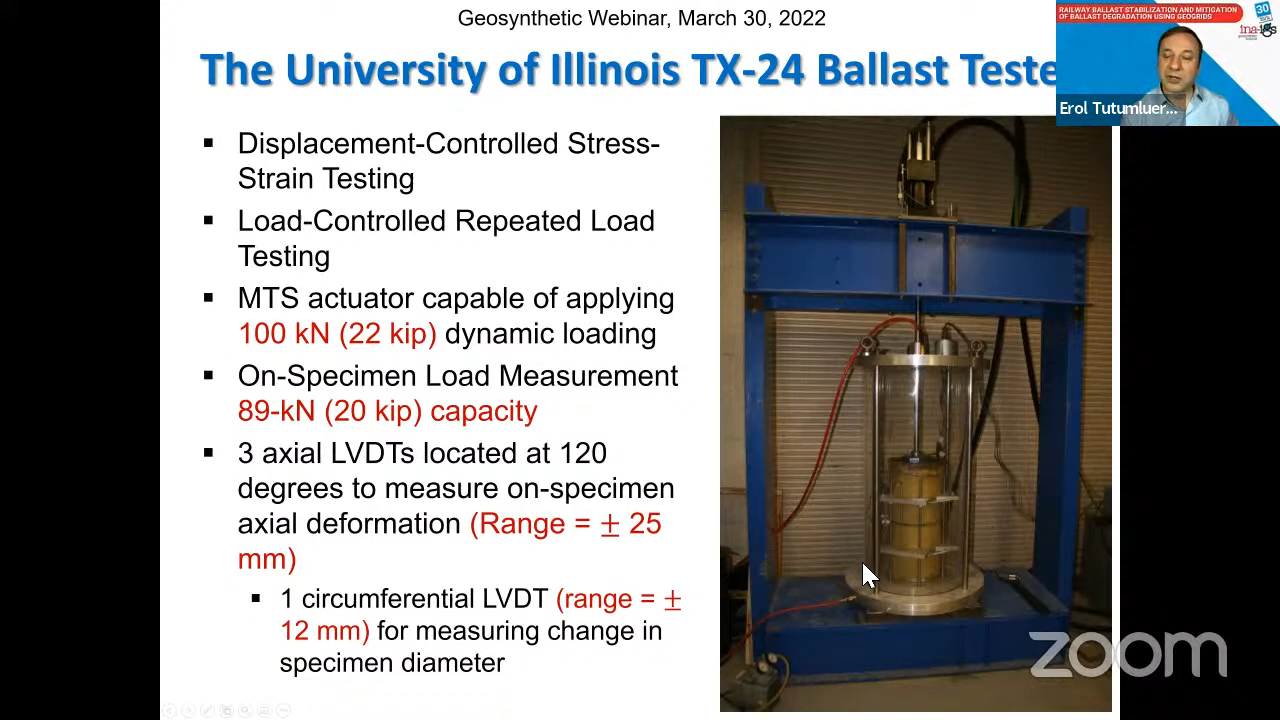 Geosynthetic Webinar, March 30, 2022
RAILWAY BALLAST STABILIZATION AND MITIGATION
OF BALLAST DEGRADATION USING GEOGRIDS
30
ina-igs
The University of Illinois TX-24 Ballast Teste
Erol Tutumluer...
▪ Displacement-Controlled Stress-
Strain Testing
▪ Load-Controlled Repeated Load
Testing
▪ MTS actuator capable of applying
100 kN (22 kip) dynamic loading
▪ On-Specimen Load Measurement
89-kN (20 kip) capacity
▪ 3 axial LVDTs located at 120
degrees to measure on-specimen
axial deformation (Range = ± 25
mm)
▪ 1 circumferential LVDT (range = ±
12 mm) for measuring change in
specimen diameter
zoom